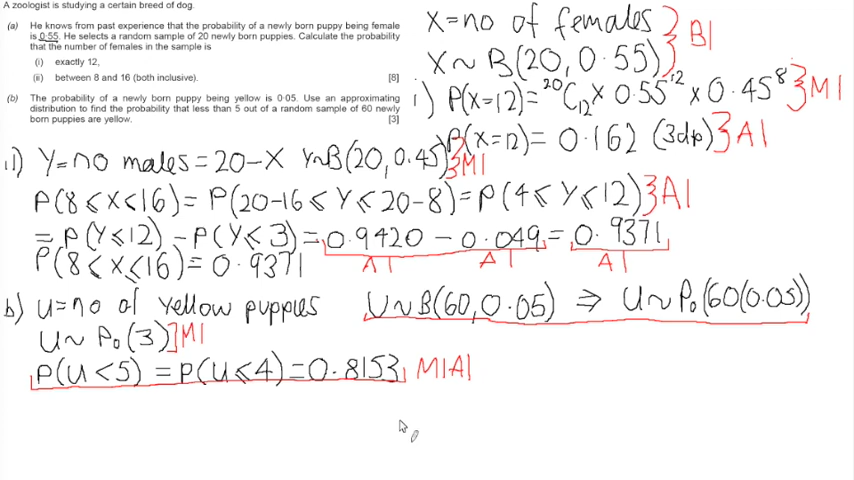 A zoologist is studying a certain breed of dog.
(a) He knows from past experience that the probability of a newly born puppy being female
is 0·55. He selects a random sample of 20 newly born puppies. Calculate the probability
that the number of females in the sample is
(i) exactly 12,
(ii) between 8 and 16 (both inclusive). [8]
(b) The probability of a newly born puppy being yellow is 0·05. Use an approximating
distribution to find the probability that less than 5 out of a random sample of 60 newly
born puppies are yellow. [3]
X=no of females } B1
X~B(20,0.55)
i) P(X=12)=²⁰C₁₂×0.55¹²×0.45⁸ } M1
P(X=12)=0.162 (3dp) } A1
ii) Y=no males=20-X Y~B(20,0.45) } M1
P(8≤X≤16)=P(20-16≤Y≤20-8)=P(4≤Y≤12) } A1
=P(Y≤12)-P(Y≤3)=0.9420-0.049=0.9371
A1 A1 A1
P(8≤X≤16)=0.9371
b) U=no of yellow puppies U~B(60,0.05) ⇒ U~P₀(60(0.05))
U~P₀(3) ] M1
P(U<5)=P(U≤4)=0.8153 M1A1